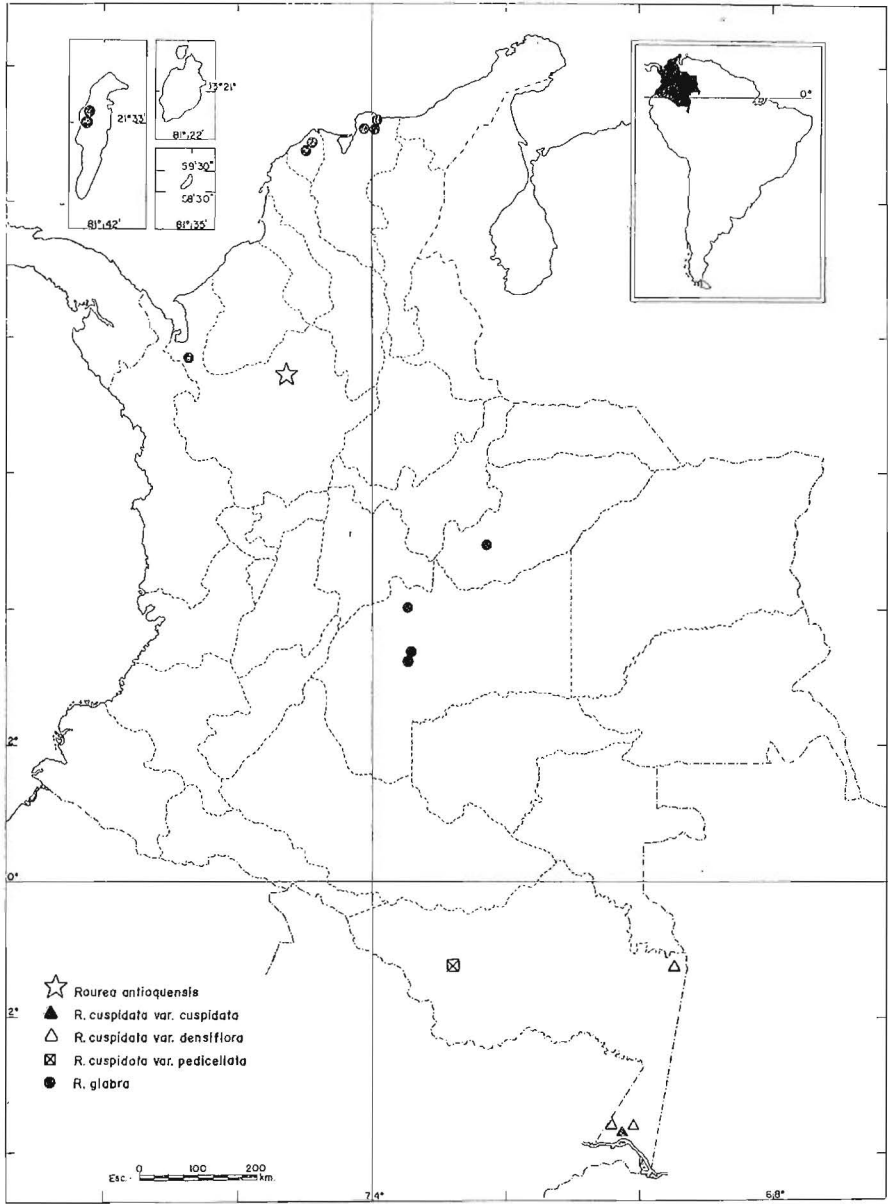 21°33'
81°42'
13°21'
81°22'
59'30"
58'30"
81°35'
0°
2°
0°
2°
Rourea antioquensis
R. cuspidata var. cuspidata
R. cuspidata var. densiflora
R. cuspidata var. pedicellata
R. glabra
Esc. 0 100 200 km.
74°
68°